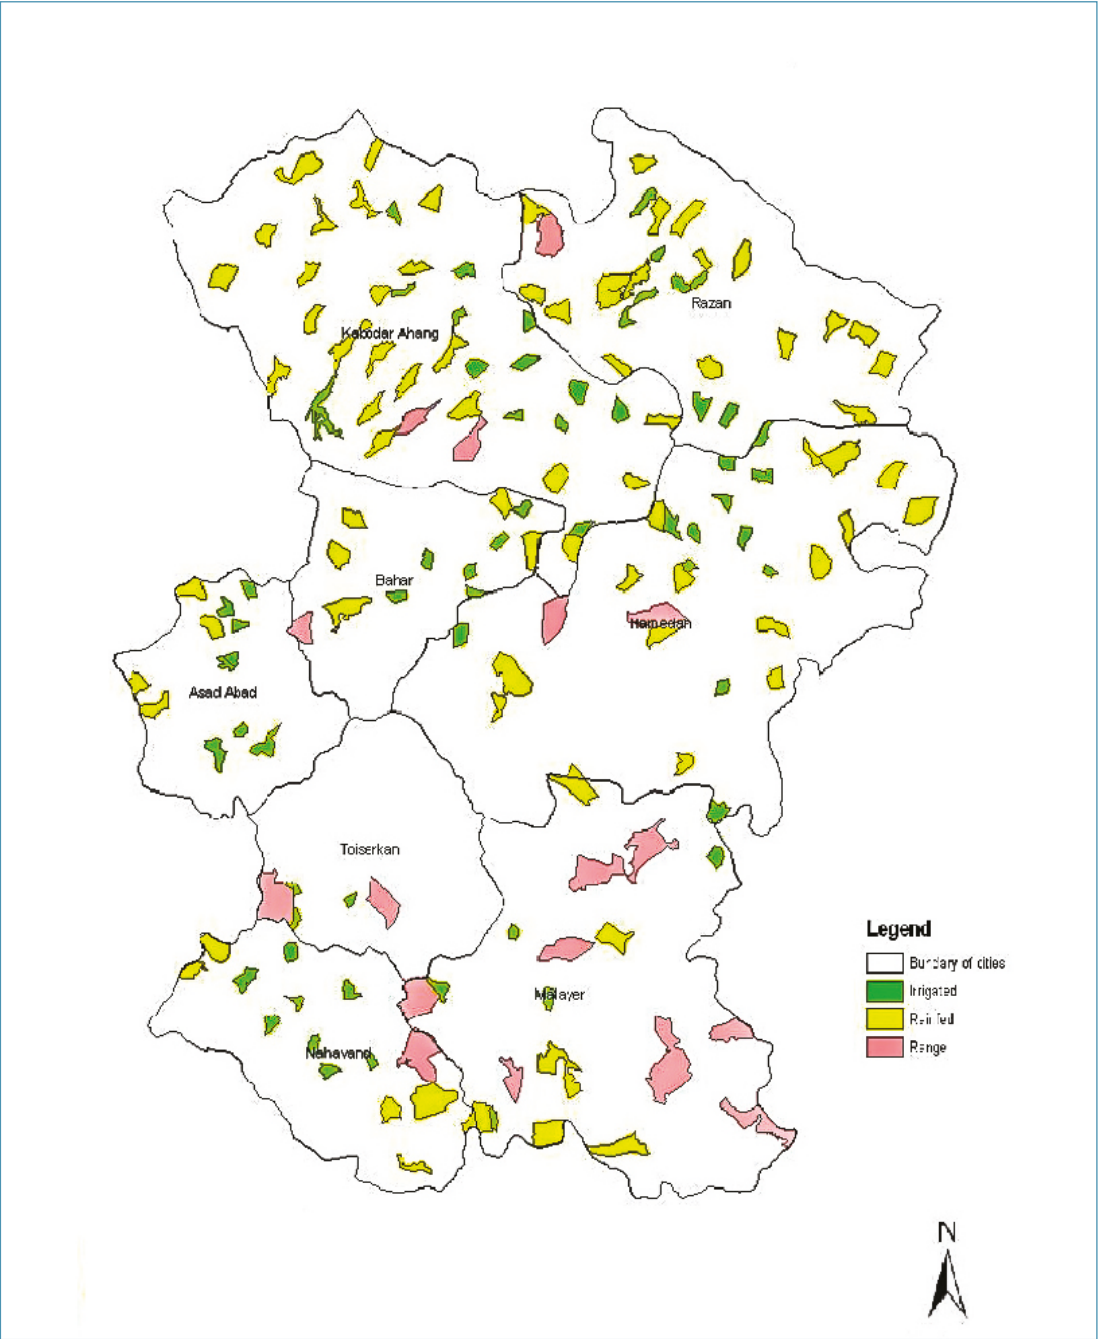 Razan
Kabodar Ahang
Bahar
Hamedan
Asad Abad
Toiserkan
Malayer
Nahavand
Legend
Bundary of cities
Irrigated
Rainfed
Range
N